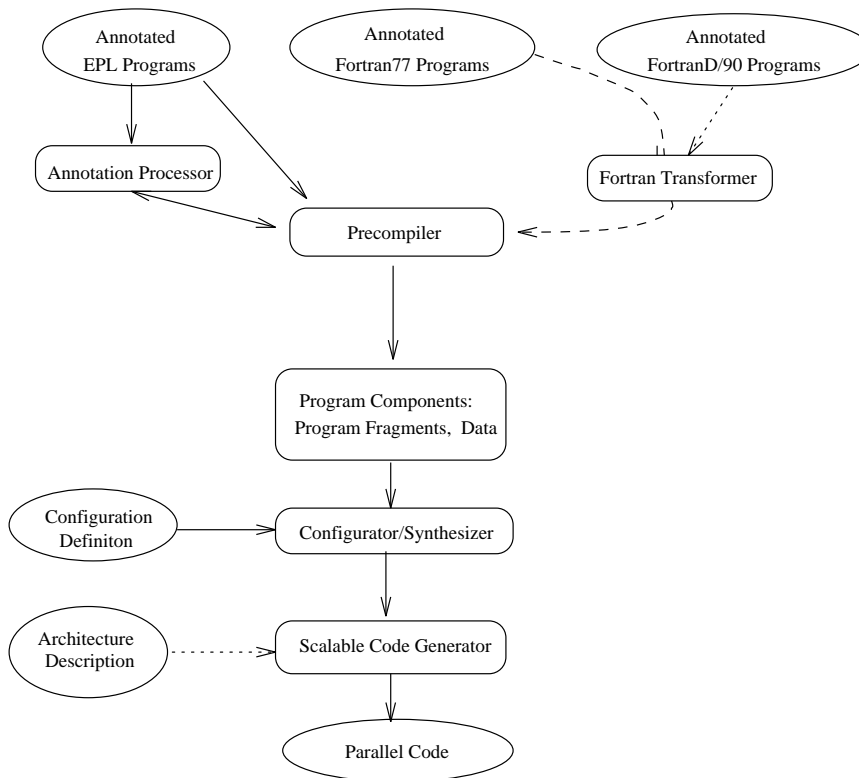 Annotated
EPL Programs
Annotated
Fortran77 Programs
Annotated
FortranD/90 Programs
Annotation Processor
Fortran Transformer
Precompiler
Program Components:
Program Fragments, Data
Configuration
Definiton
Configurator/Synthesizer
Architecture
Description
Scalable Code Generator
Parallel Code